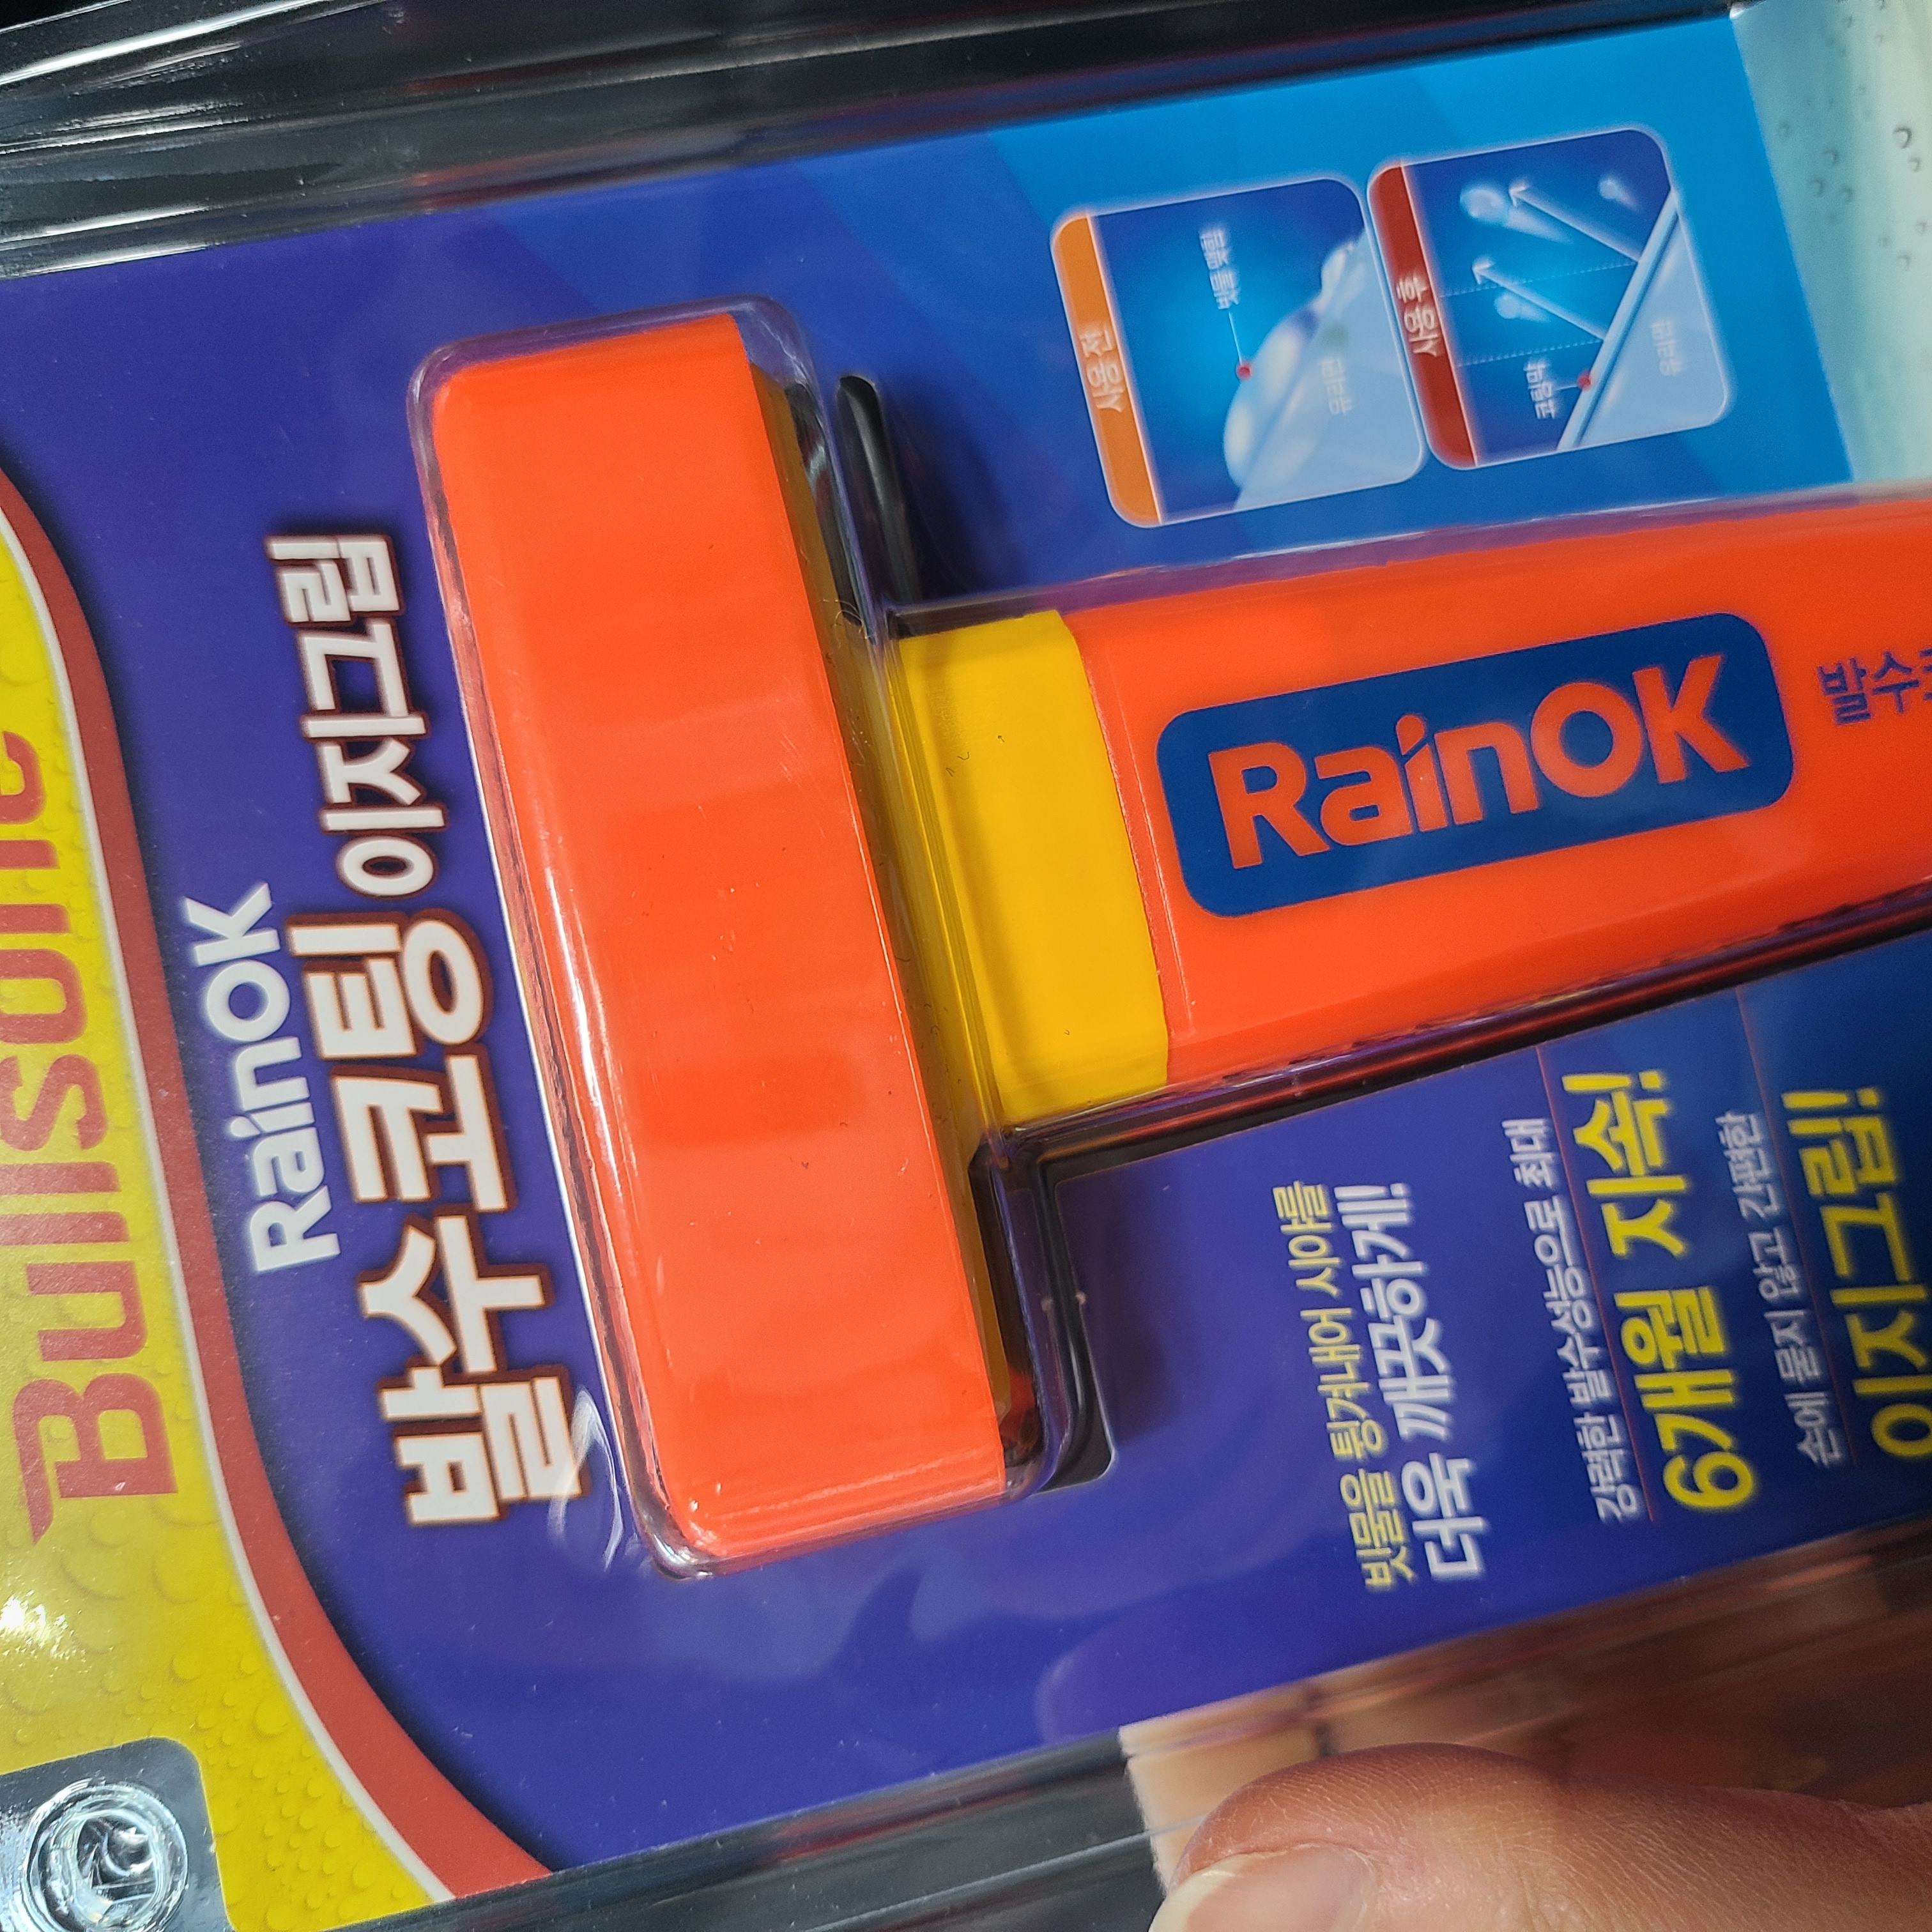 Bullsone
RainOK
발수코팅 이지그립
사용 전
빗물 맺힘
유리면
사용 후
코팅막
유리면
RainOK
발수코
빗물을 튕겨내어 시야를
더욱 깨끗하게!
강력한 발수성능으로 최대
6개월 지속!
손에 묻지 않고 간편한
이지그립!